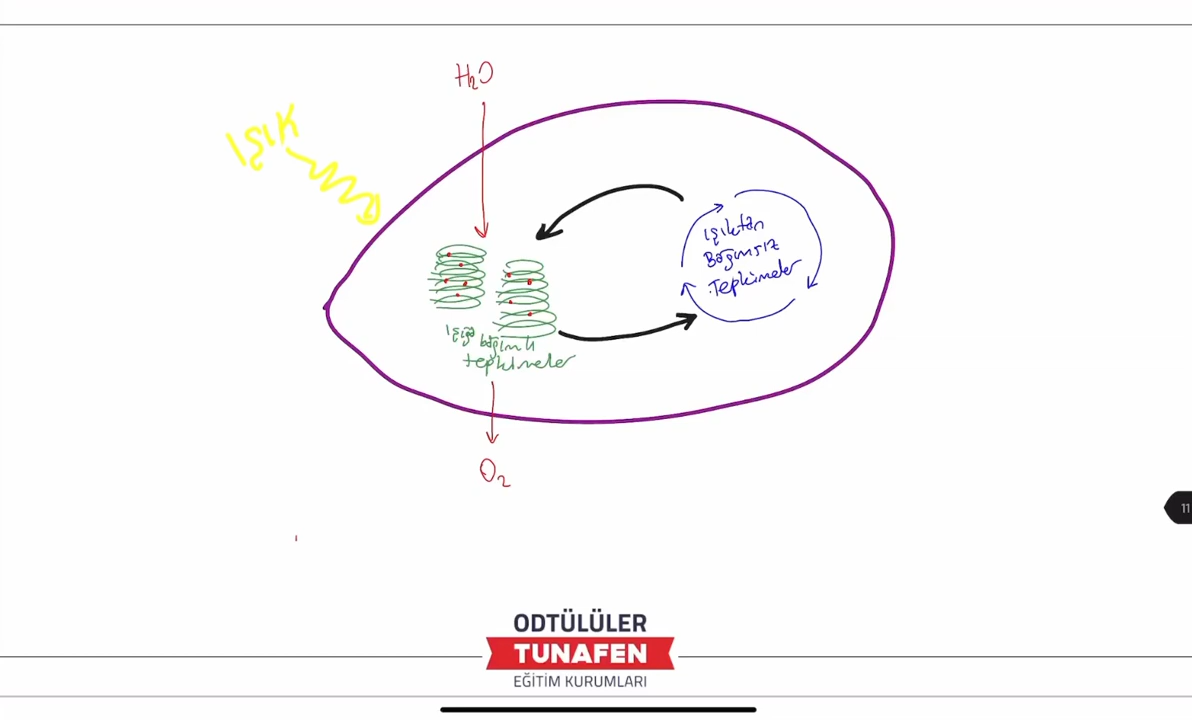 H₂O
Işık
Işıktan
Bağımsız
Tepkimeler
Işığa bağımlı
tepkimeler
O₂
11
ODTÜLÜLER
TUNAFEN
EĞİTİM KURUMLARI